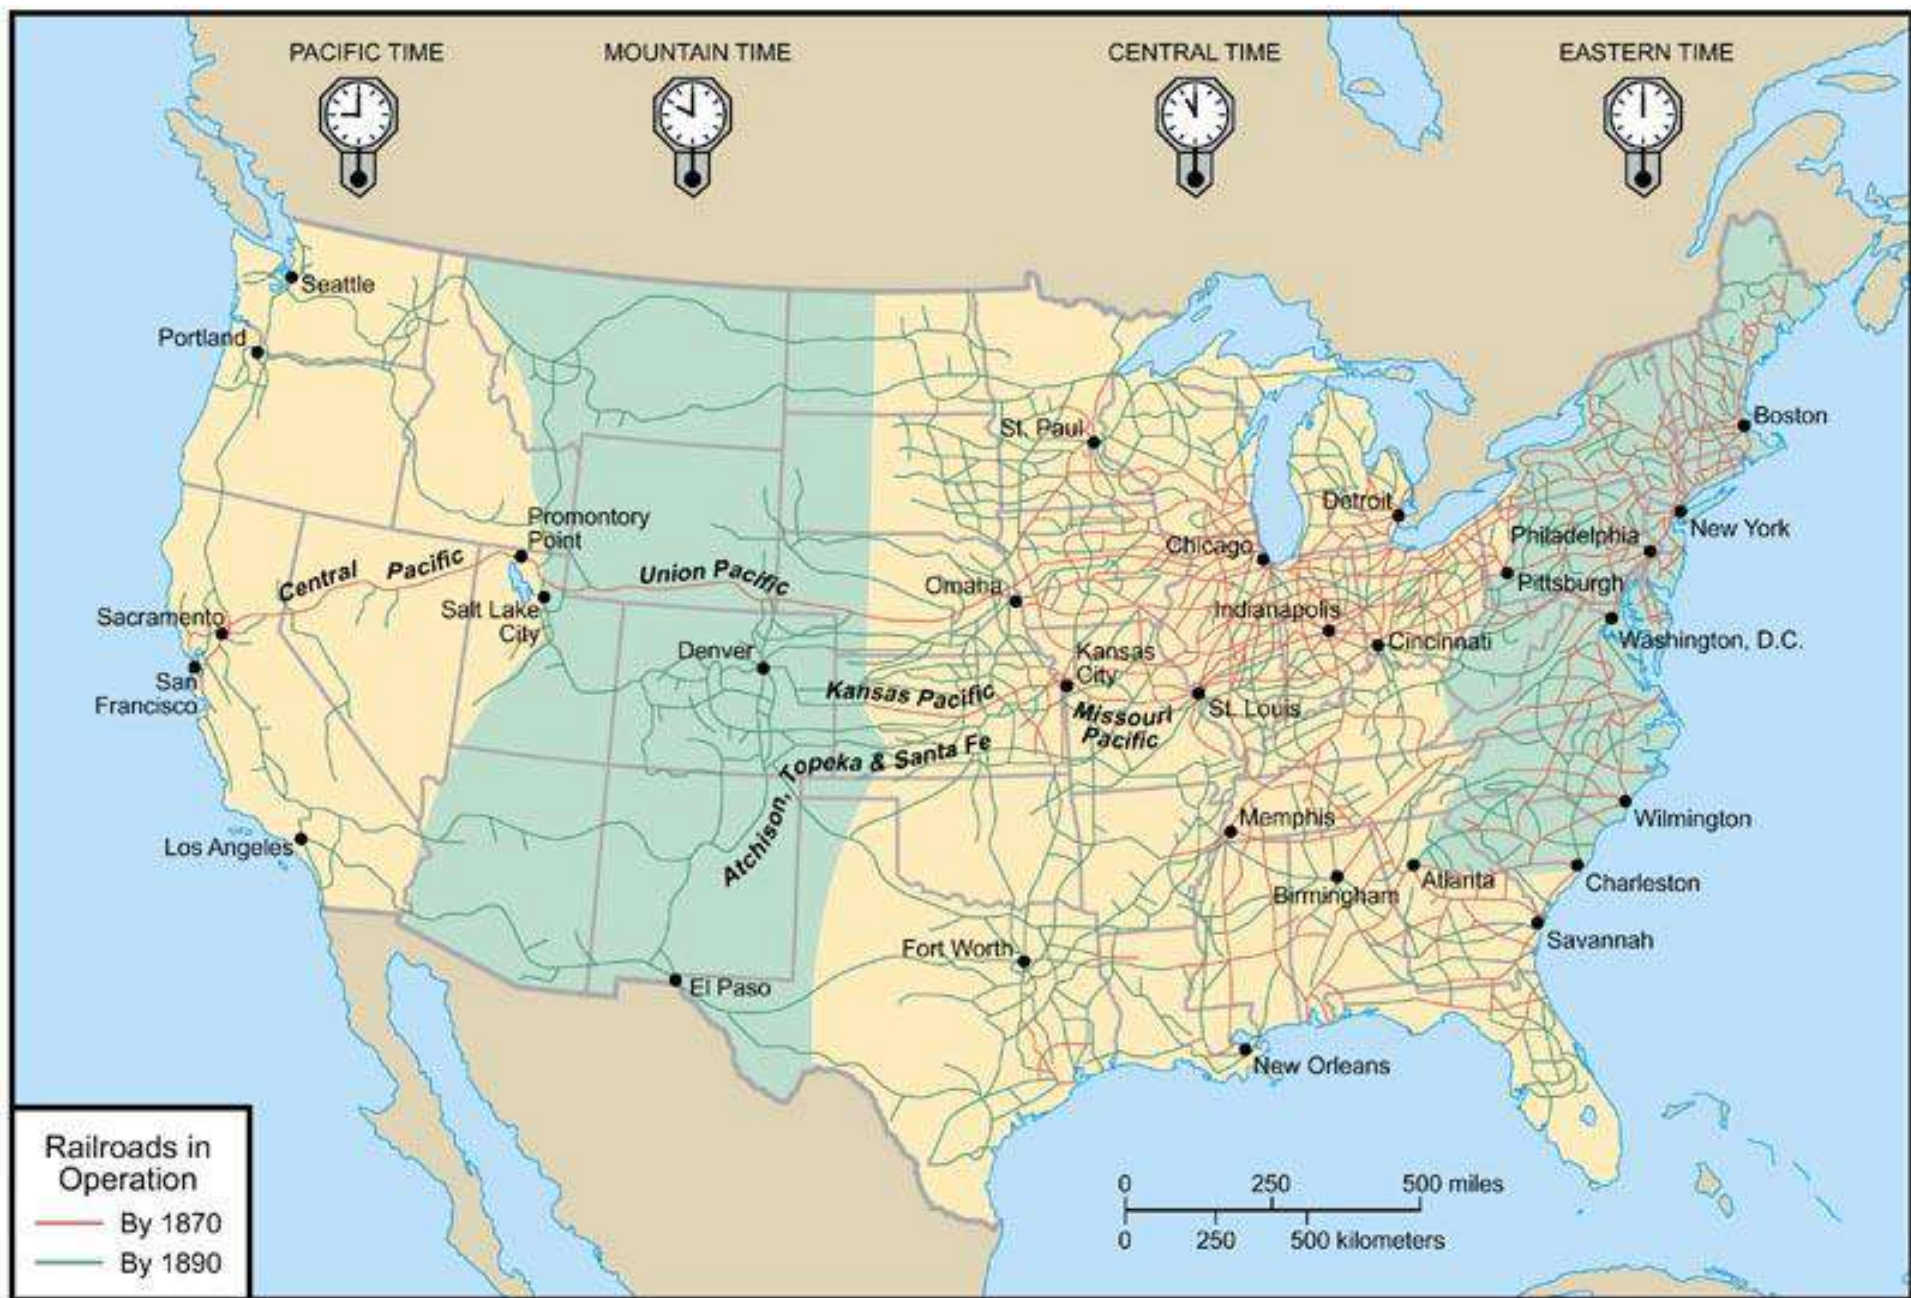 PACIFIC TIME
MOUNTAIN TIME
CENTRAL TIME
EASTERN TIME
Seattle
Portland
St. Paul
Boston
Detroit
New York
Promontory
Point
Philadelphia
Chicago
Central Pacific
Union Pacific
Omaha
Pittsburgh
Sacramento
Salt Lake
City
Indianapolis
Cincinnati
Washington, D.C.
Denver
Kansas
City
San
Francisco
Kansas Pacific
Missouri
Pacific
St. Louis
Atchison, Topeka & Santa Fe
Memphis
Wilmington
Los Angeles
Birmingham
Atlanta
Charleston
Fort Worth
Savannah
El Paso
New Orleans
Railroads in
Operation
By 1870
By 1890
0 250 500 miles
0 250 500 kilometers